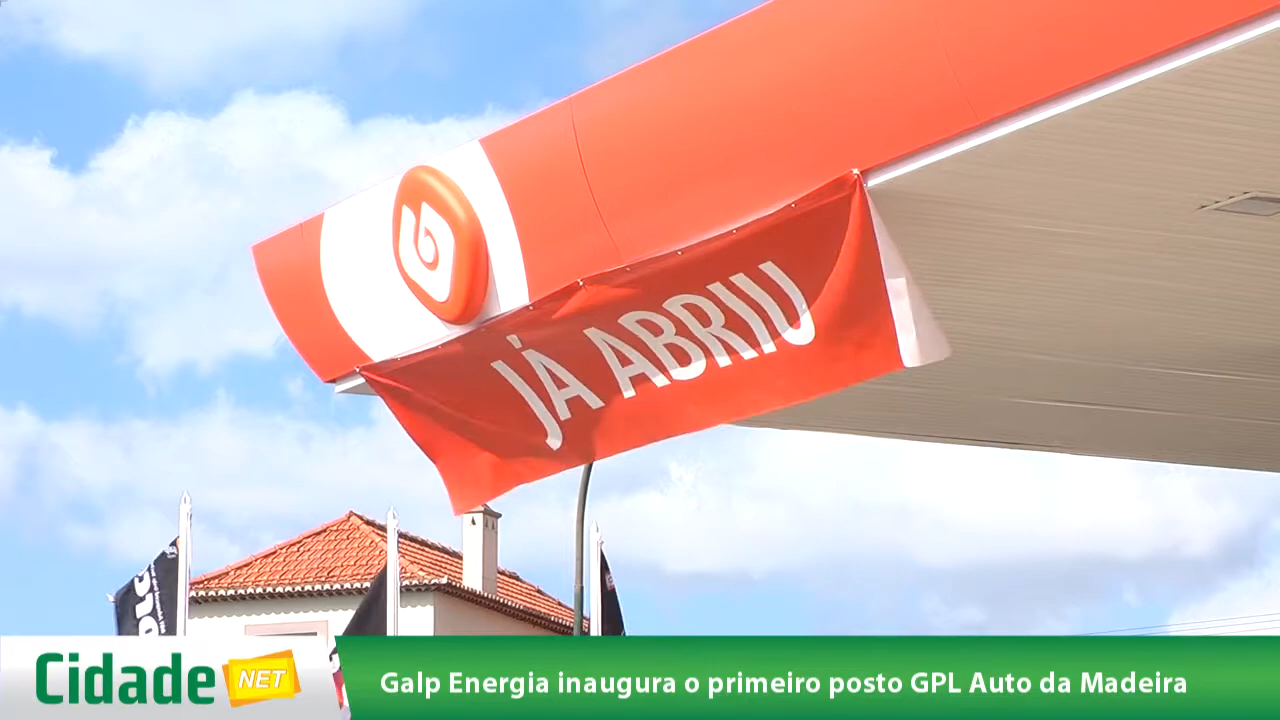 JÁ ABRIU
Cidade NET
Galp Energia inaugura o primeiro posto GPL Auto da Madeira